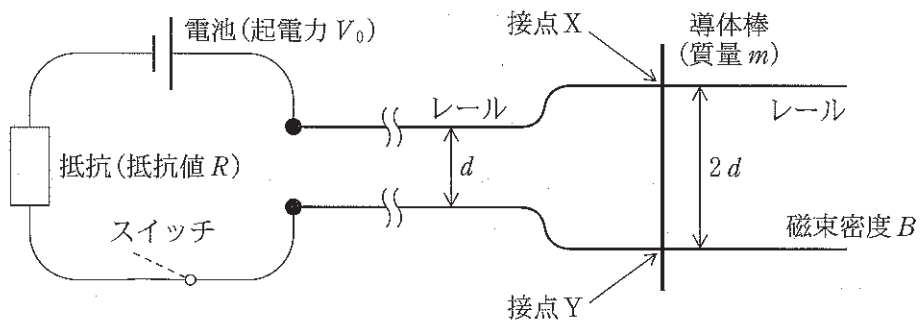 電池(起電力 V₀)
接点X
導体棒
(質量 m)
レール
レール
抵抗(抵抗値 R)
d
2d
スイッチ
磁束密度 B
接点Y